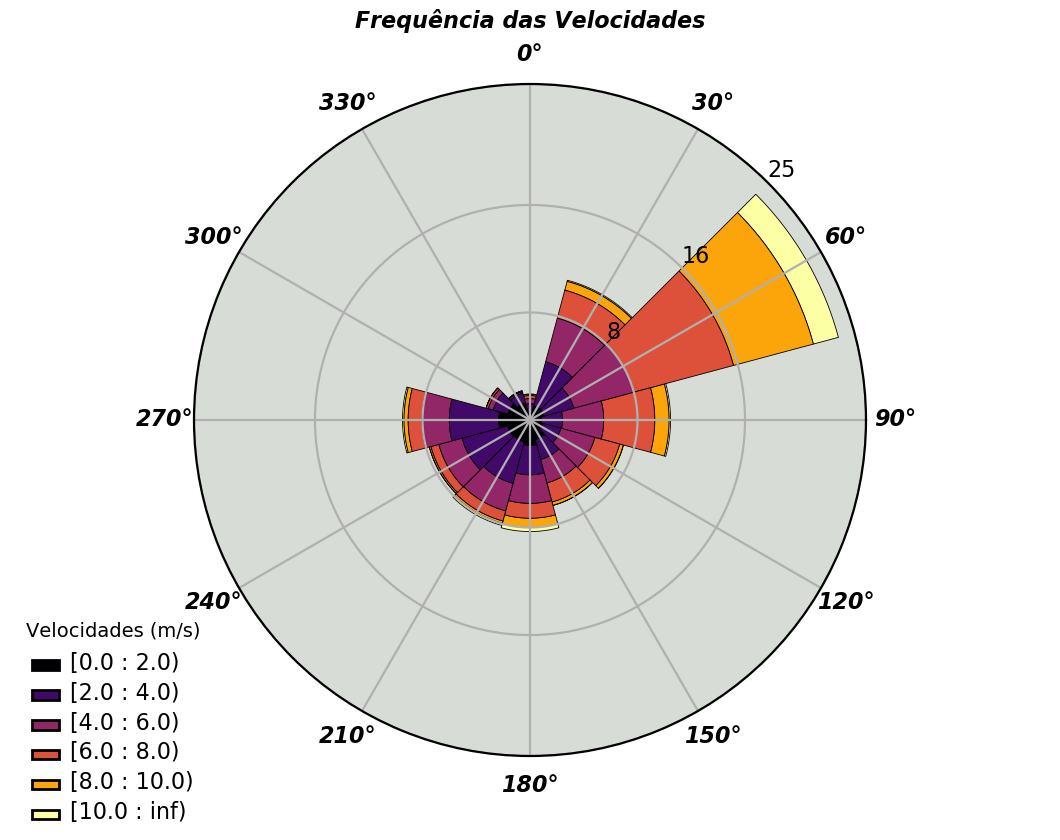 Frequência das Velocidades
0°
330°
30°
25
300°
60°
16
8
270°
90°
240°
120°
210°
150°
180°
Velocidades (m/s)
[0.0 : 2.0)
[2.0 : 4.0)
[4.0 : 6.0)
[6.0 : 8.0)
[8.0 : 10.0)
[10.0 : inf)